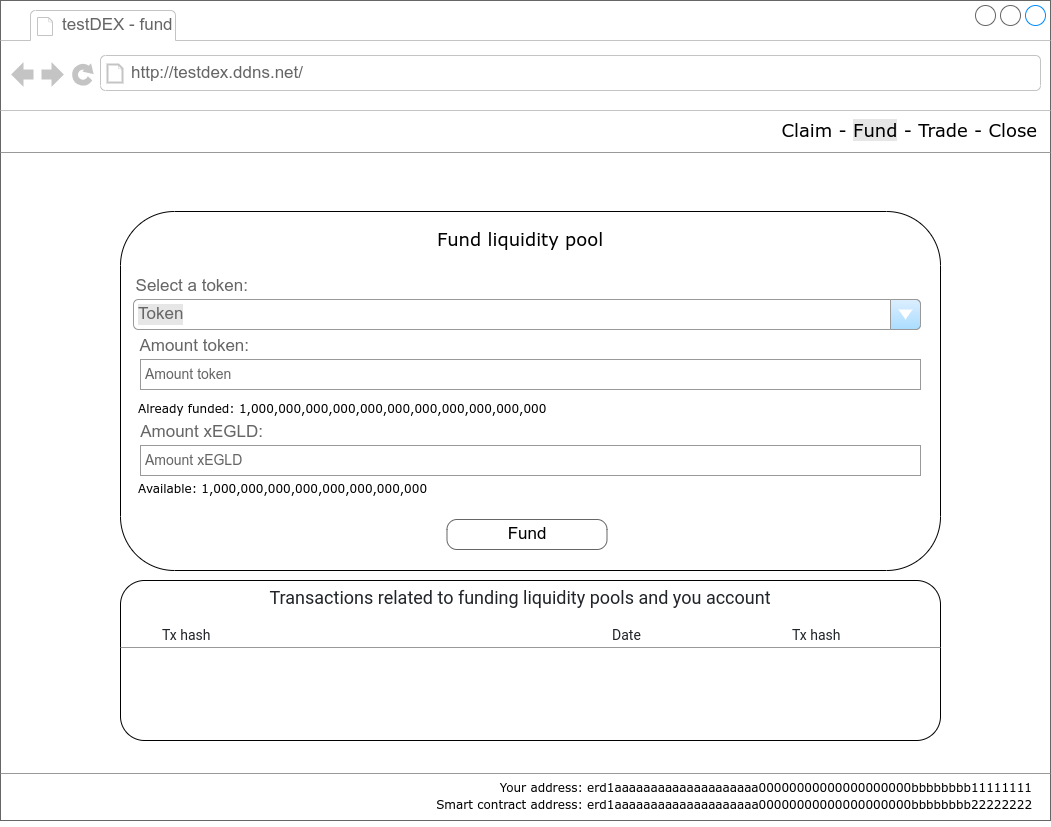 testDEX - fund
http://testdex.ddns.net/
Claim - Fund - Trade - Close
Fund liquidity pool
Select a token:
Token
Amount token:
Amount token
Already funded: 1,000,000,000,000,000,000,000,000,000,000,000
Amount xEGLD:
Amount xEGLD
Available: 1,000,000,000,000,000,000,000,000
Fund
Transactions related to funding liquidity pools and you account
Tx hash Date Tx hash
Your address: erd1aaaaaaaaaaaaaaaaaaaa00000000000000000000bbbbbbbb11111111
Smart contract address: erd1aaaaaaaaaaaaaaaaaaaa00000000000000000000bbbbbbbb22222222